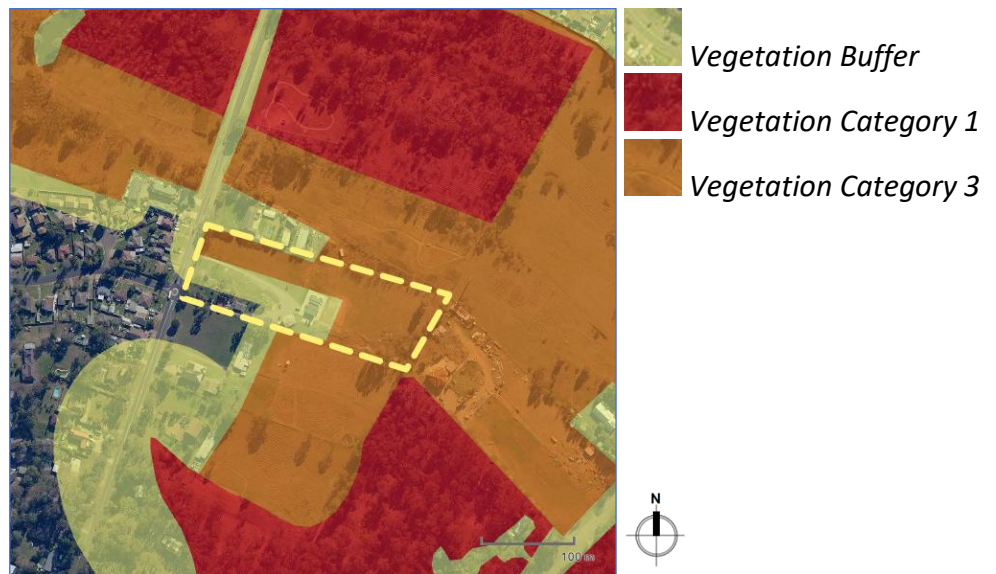 Vegetation Buffer
Vegetation Category 1
Vegetation Category 3
N
100 m